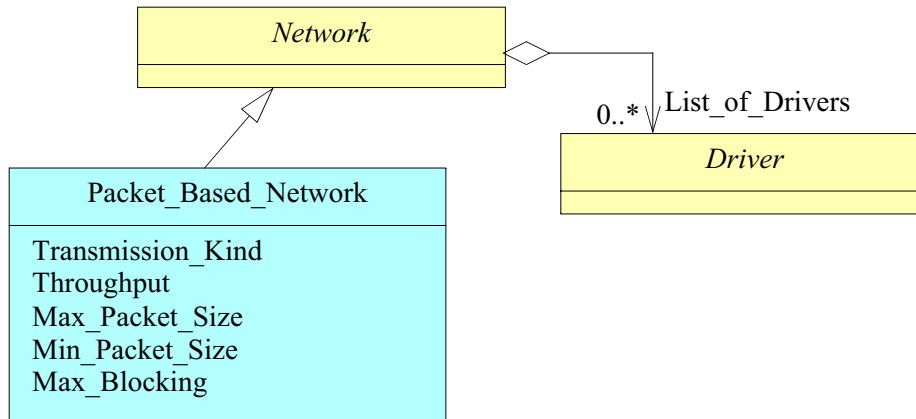 Network
0..*
List_of_Drivers
Driver
Packet_Based_Network
Transmission_Kind
Throughput
Max_Packet_Size
Min_Packet_Size
Max_Blocking